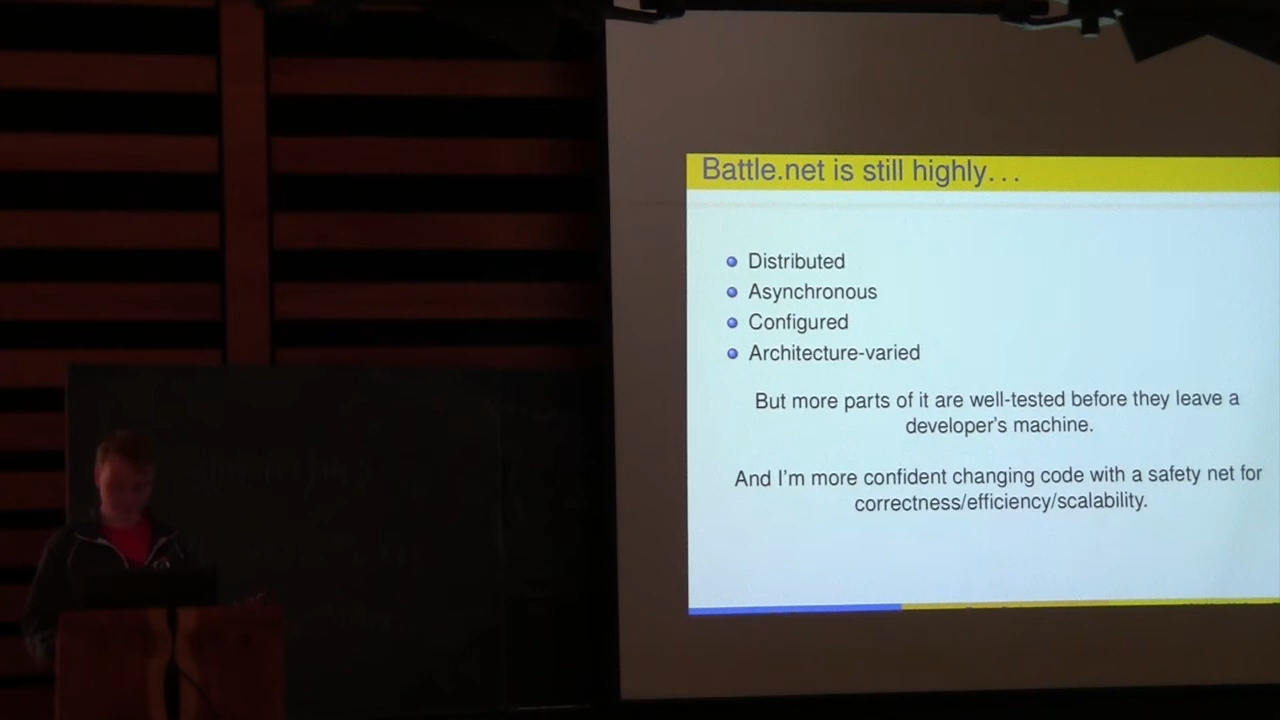 Battle.net is still highly...
Distributed
Asynchronous
Configured
Architecture-varied
But more parts of it are well-tested before they leave a
developer's machine.
And I'm more confident changing code with a safety net for
correctness/efficiency/scalability.